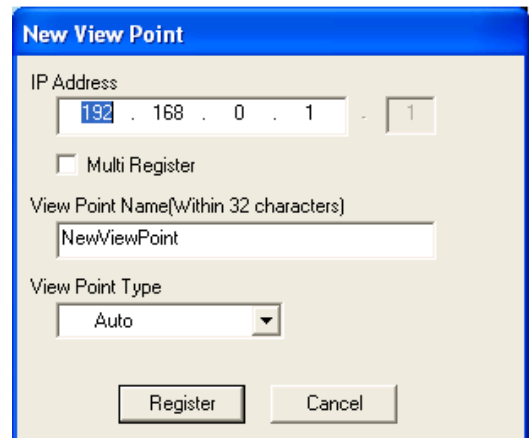 New View Point
IP Address
192 . 168 . 0 . 1 . 1
Multi Register
View Point Name(Within 32 characters)
NewViewPoint
View Point Type
Auto
Register Cancel